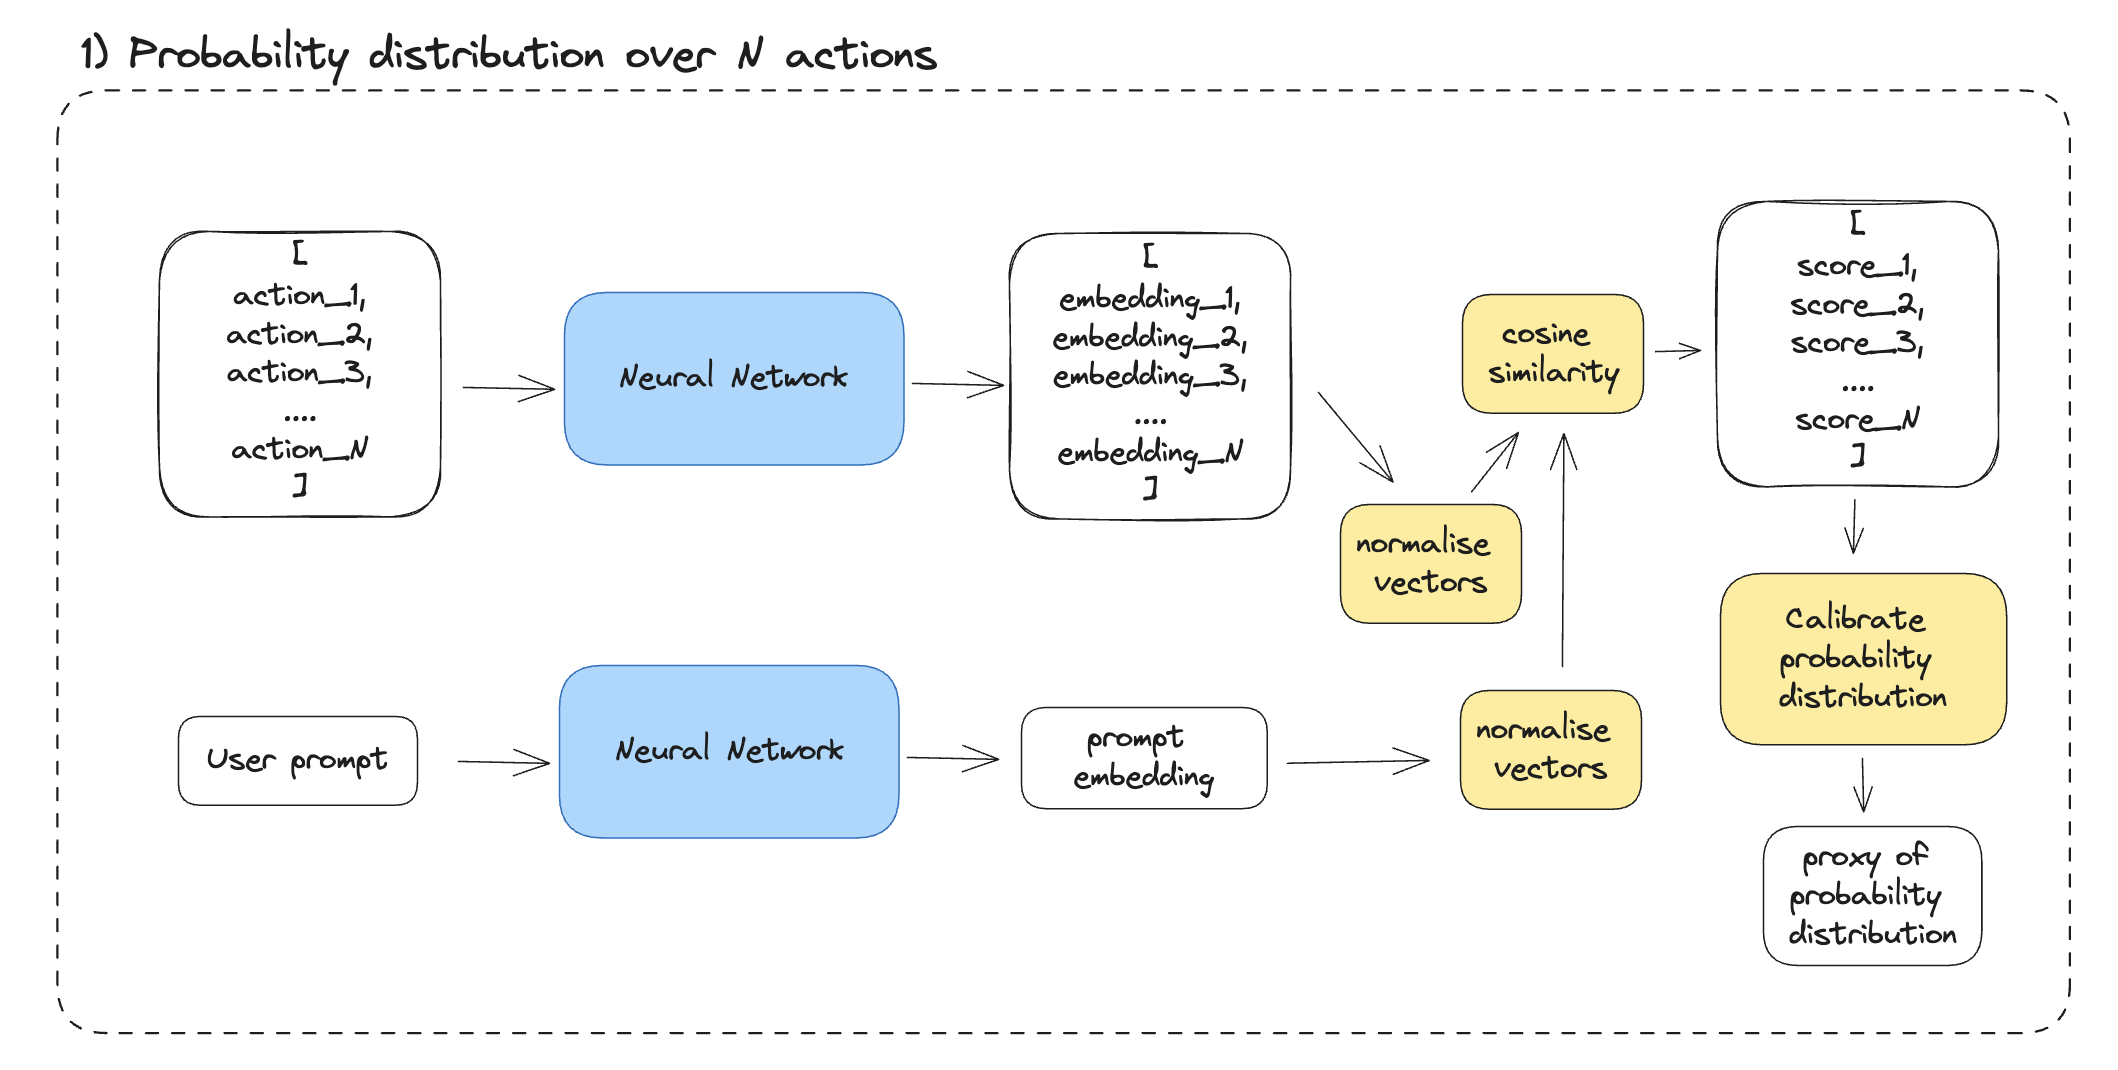 1) Probability distribution over N actions
[
action_1,
action_2,
action_3,
....
action_N
]
Neural Network
[
embedding_1,
embedding_2,
embedding_3,
....
embedding_N
]
normalise
vectors
cosine
similarity
[
score_1,
score_2,
score_3,
....
score_N
]
User prompt
Neural Network
prompt
embedding
normalise
vectors
Calibrate
probability
distribution
proxy of
probability
distribution